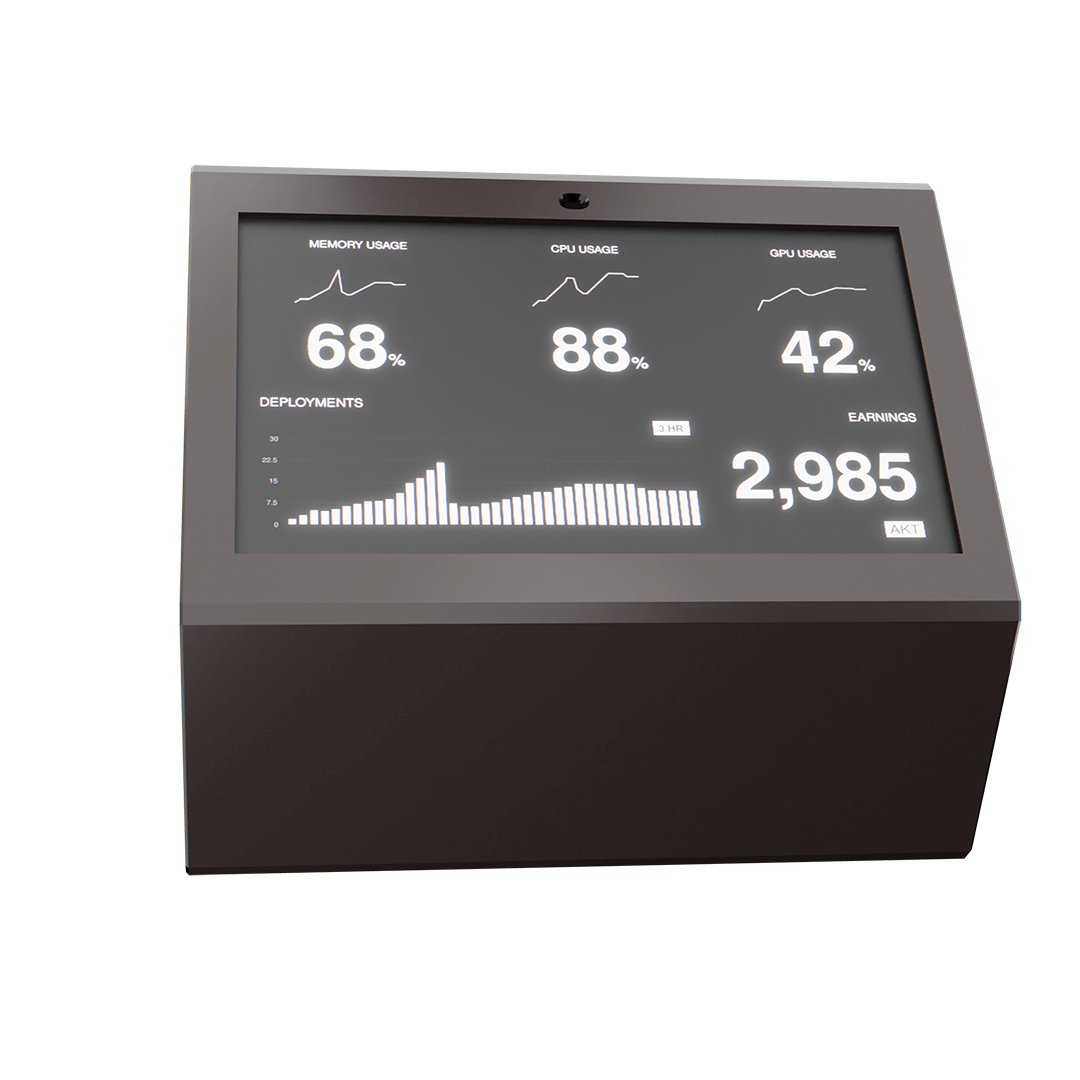 MEMORY USAGE
CPU USAGE
GPU USAGE
68%
88%
42%
DEPLOYMENTS
3 HR
30
22.5
15
7.5
0
EARNINGS
2,985
AKT